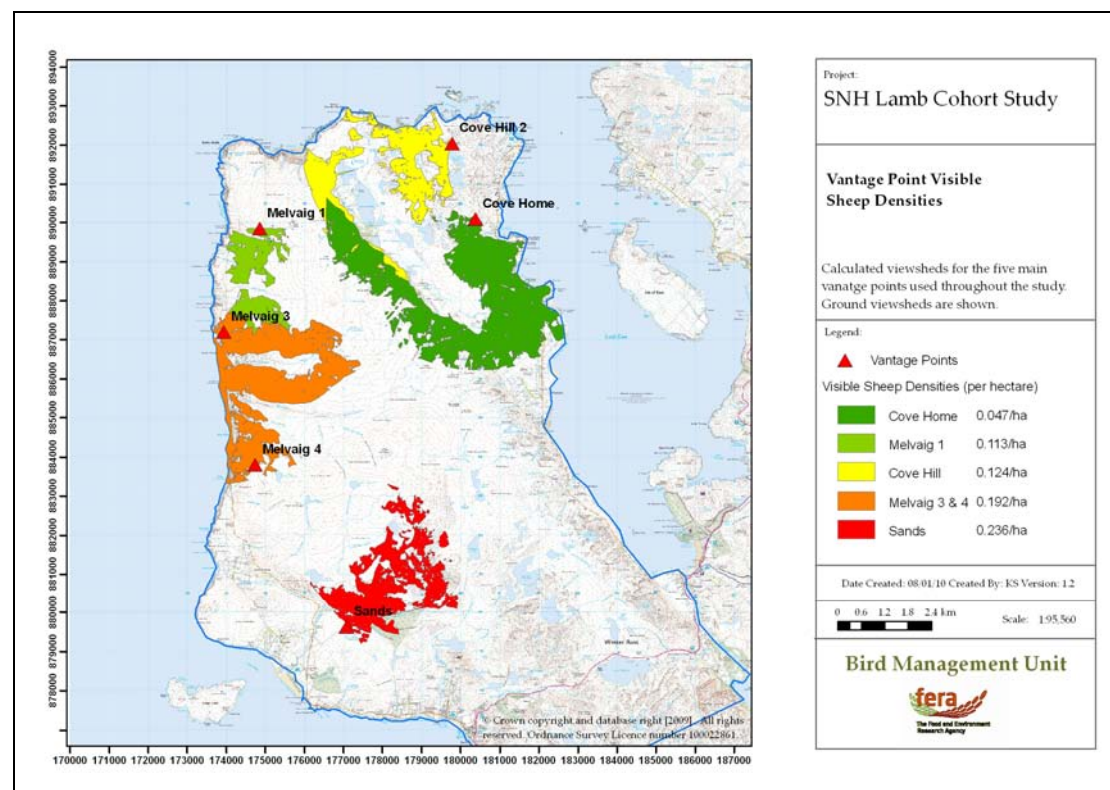 894000
893000
892000
891000
890000
889000
888000
887000
886000
885000
884000
883000
882000
881000
880000
879000
878000
170000 171000 172000 173000 174000 175000 176000 177000 178000 179000 180000 181000 182000 183000 184000 185000 186000 187000
Cove Hill 2
Cove Home
Melvaig 1
Melvaig 3
Melvaig 4
Sands
© Crown copyright and database right [2009]. All rights
reserved. Ordnance Survey Licence number 100022861.
Project:
SNH Lamb Cohort Study
Vantage Point Visible
Sheep Densities
Calculated viewsheds for the five main
vanatge points used throughout the study.
Ground viewsheds are shown.
Legend:
Vantage Points
Visible Sheep Densities (per hectare)
Cove Home 0.047/ha
Melvaig 1 0.113/ha
Cove Hill 0.124/ha
Melvaig 3 & 4 0.192/ha
Sands 0.236/ha
Date Created: 08/01/10 Created By: KS Version: 1.2
0 0.6 1.2 1.8 2.4 km
Scale: 1:95,560
Bird Management Unit
fera
The Food and Environment
Research Agency